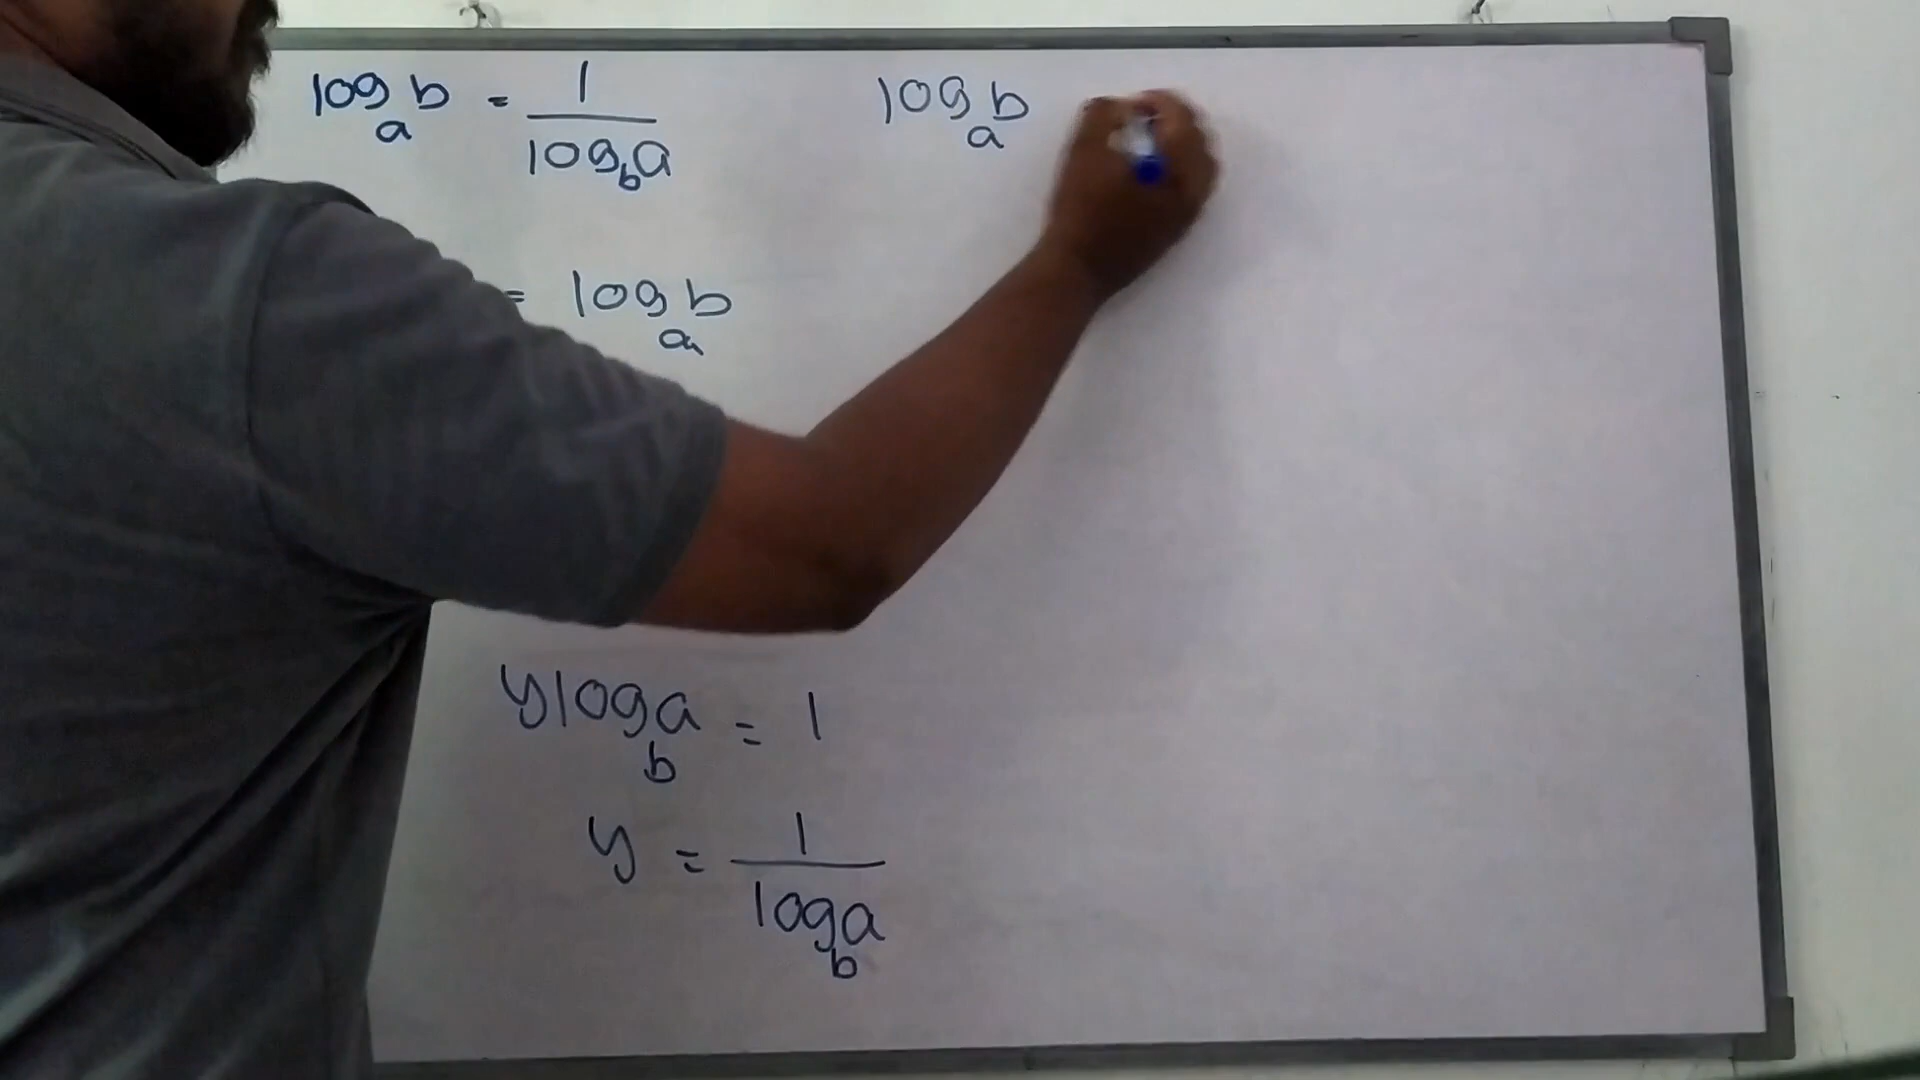 log_a b = 1 / log_b a
log_a b
= log_a b
y log_b a = 1
y = 1 / log_b a